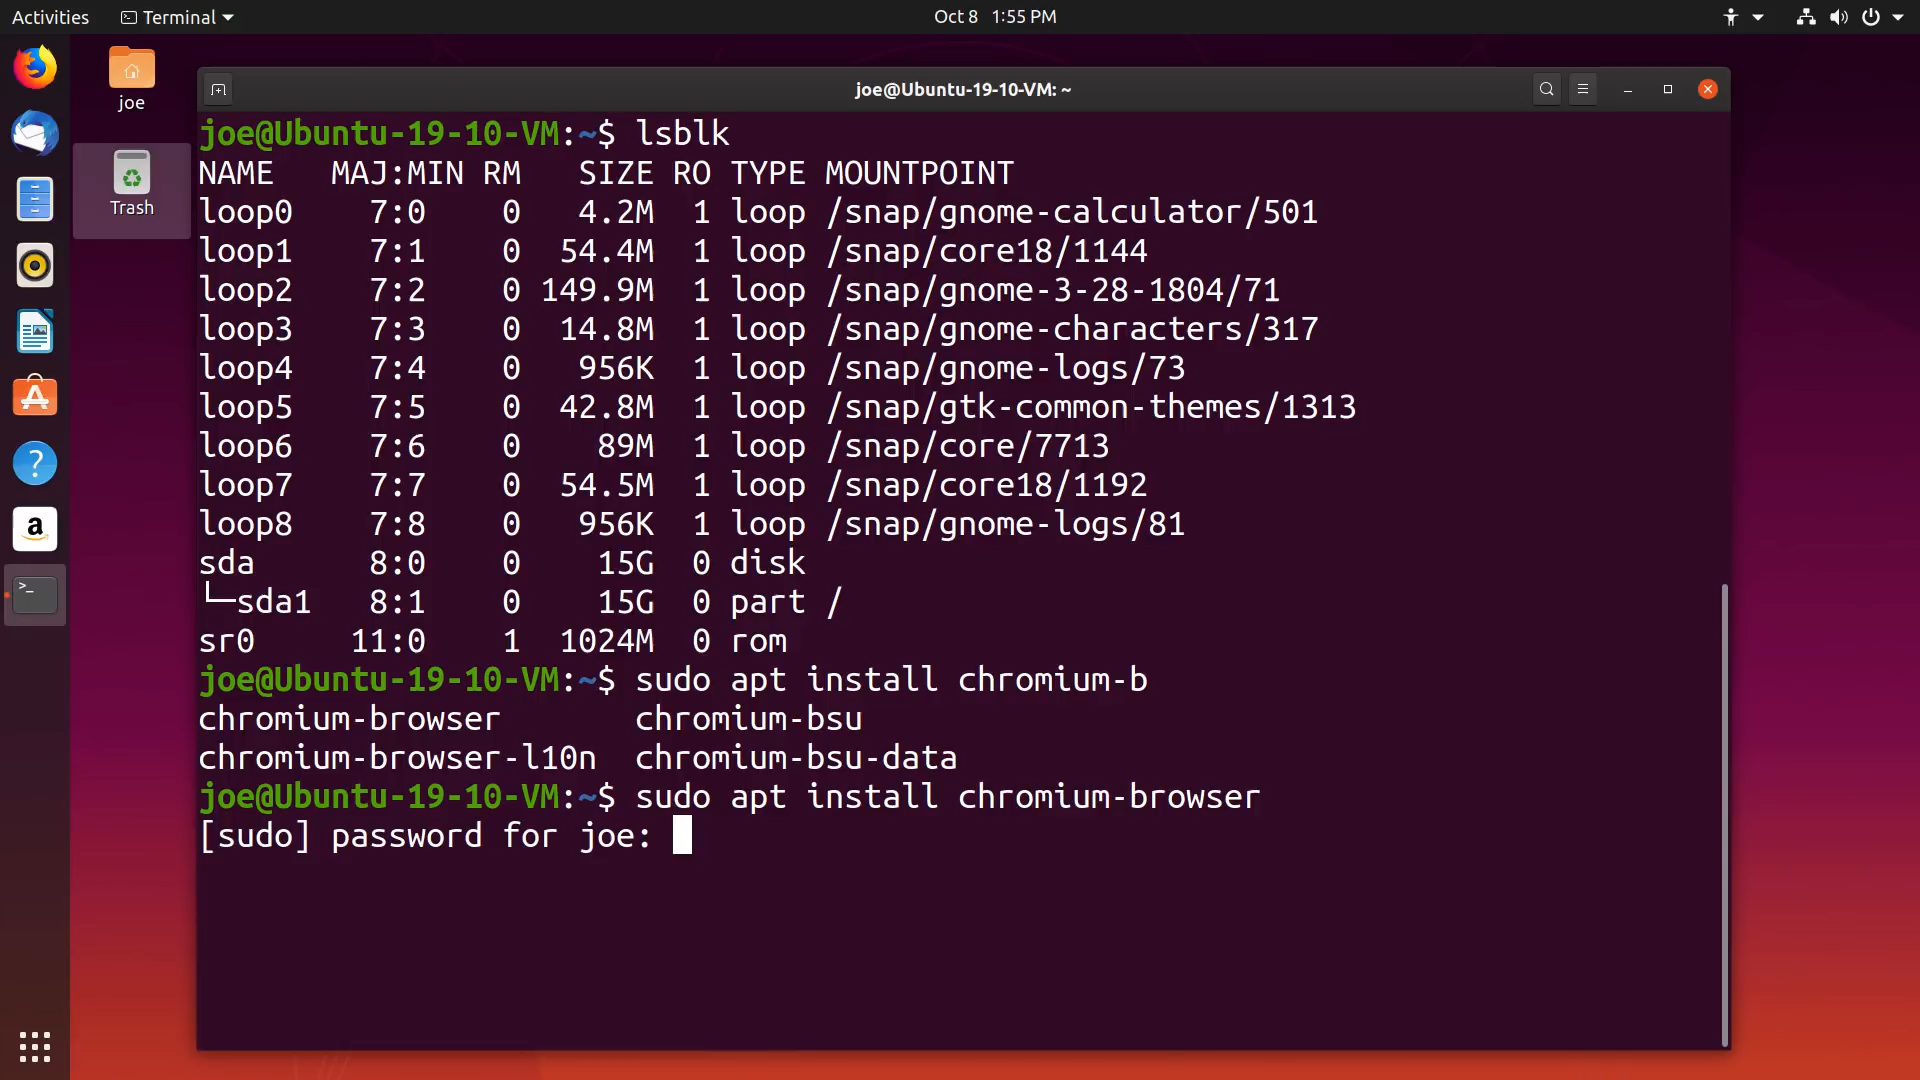 Activities Terminal Oct 8 1:55 PM
joe
Trash
joe@Ubuntu-19-10-VM: ~
joe@Ubuntu-19-10-VM:~$ lsblk
NAME   MAJ:MIN RM   SIZE RO TYPE MOUNTPOINT
loop0    7:0    0   4.2M  1 loop /snap/gnome-calculator/501
loop1    7:1    0  54.4M  1 loop /snap/core18/1144
loop2    7:2    0 149.9M  1 loop /snap/gnome-3-28-1804/71
loop3    7:3    0  14.8M  1 loop /snap/gnome-characters/317
loop4    7:4    0   956K  1 loop /snap/gnome-logs/73
loop5    7:5    0  42.8M  1 loop /snap/gtk-common-themes/1313
loop6    7:6    0    89M  1 loop /snap/core/7713
loop7    7:7    0  54.5M  1 loop /snap/core18/1192
loop8    7:8    0   956K  1 loop /snap/gnome-logs/81
sda      8:0    0    15G  0 disk
└─sda1   8:1    0    15G  0 part /
sr0     11:0    1  1024M  0 rom
joe@Ubuntu-19-10-VM:~$ sudo apt install chromium-b
chromium-browser       chromium-bsu
chromium-browser-l10n  chromium-bsu-data
joe@Ubuntu-19-10-VM:~$ sudo apt install chromium-browser
[sudo] password for joe: